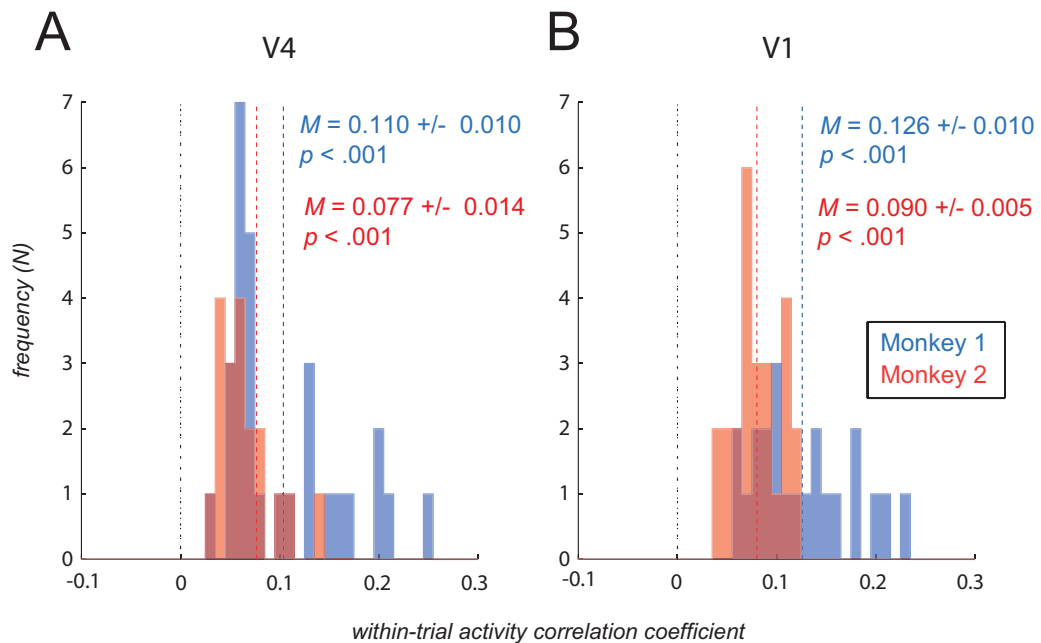 A
V4
7
6
5
4
3
2
1
0
-0.1
0
0.1
0.2
0.3
frequency (N)
M = 0.110 +/- 0.010
p < .001
M = 0.077 +/- 0.014
p < .001
B
V1
7
6
5
4
3
2
1
0
-0.1
0
0.1
0.2
0.3
M = 0.126 +/- 0.010
p < .001
M = 0.090 +/- 0.005
p < .001
Monkey 1
Monkey 2
within-trial activity correlation coefficient